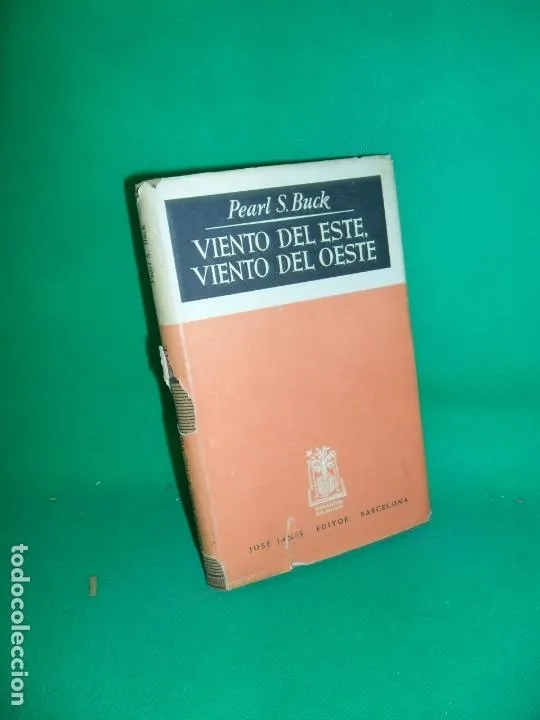 Pearl S. Buck
VIENTO DEL ESTE,
VIENTO DEL OESTE
JOSÉ JANÉS EDITOR BARCELONA
todocoleccion